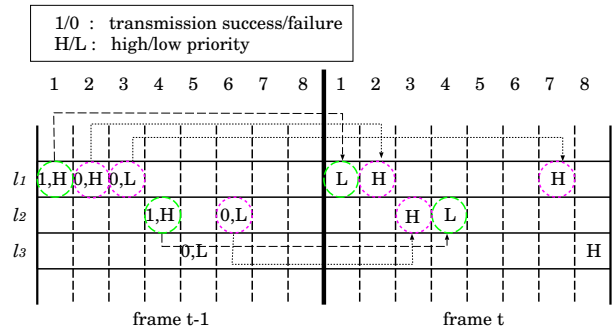 1/0 : transmission success/failure
H/L : high/low priority
1 2 3 4 5 6 7 8 1 2 3 4 5 6 7 8
l1 1,H 0,H 0,L L H H
l2 1,H 0,L H L
l3 0,L H
frame t-1 frame t